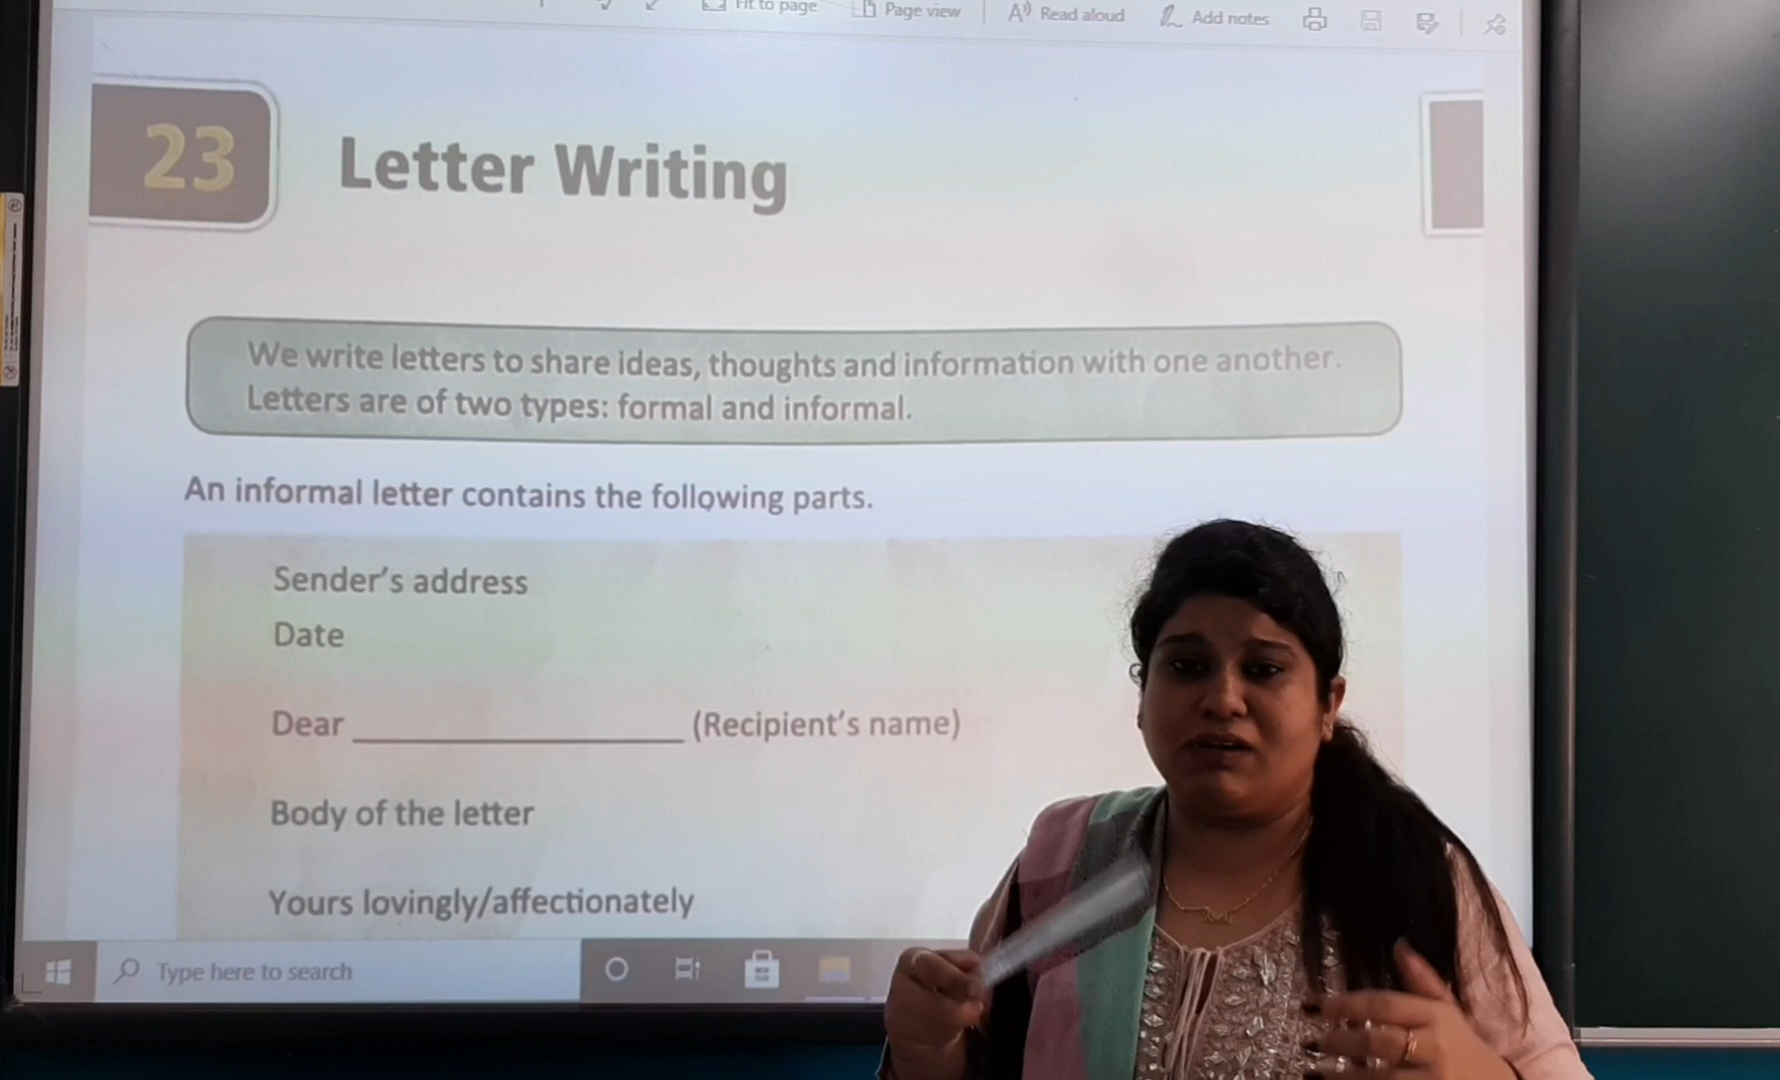 Fit to page Page view Read aloud Add notes
23 Letter Writing
We write letters to share ideas, thoughts and information with one another.
Letters are of two types: formal and informal.
An informal letter contains the following parts.
Sender's address
Date
Dear ____________________ (Recipient's name)
Body of the letter
Yours lovingly/affectionately
Type here to search